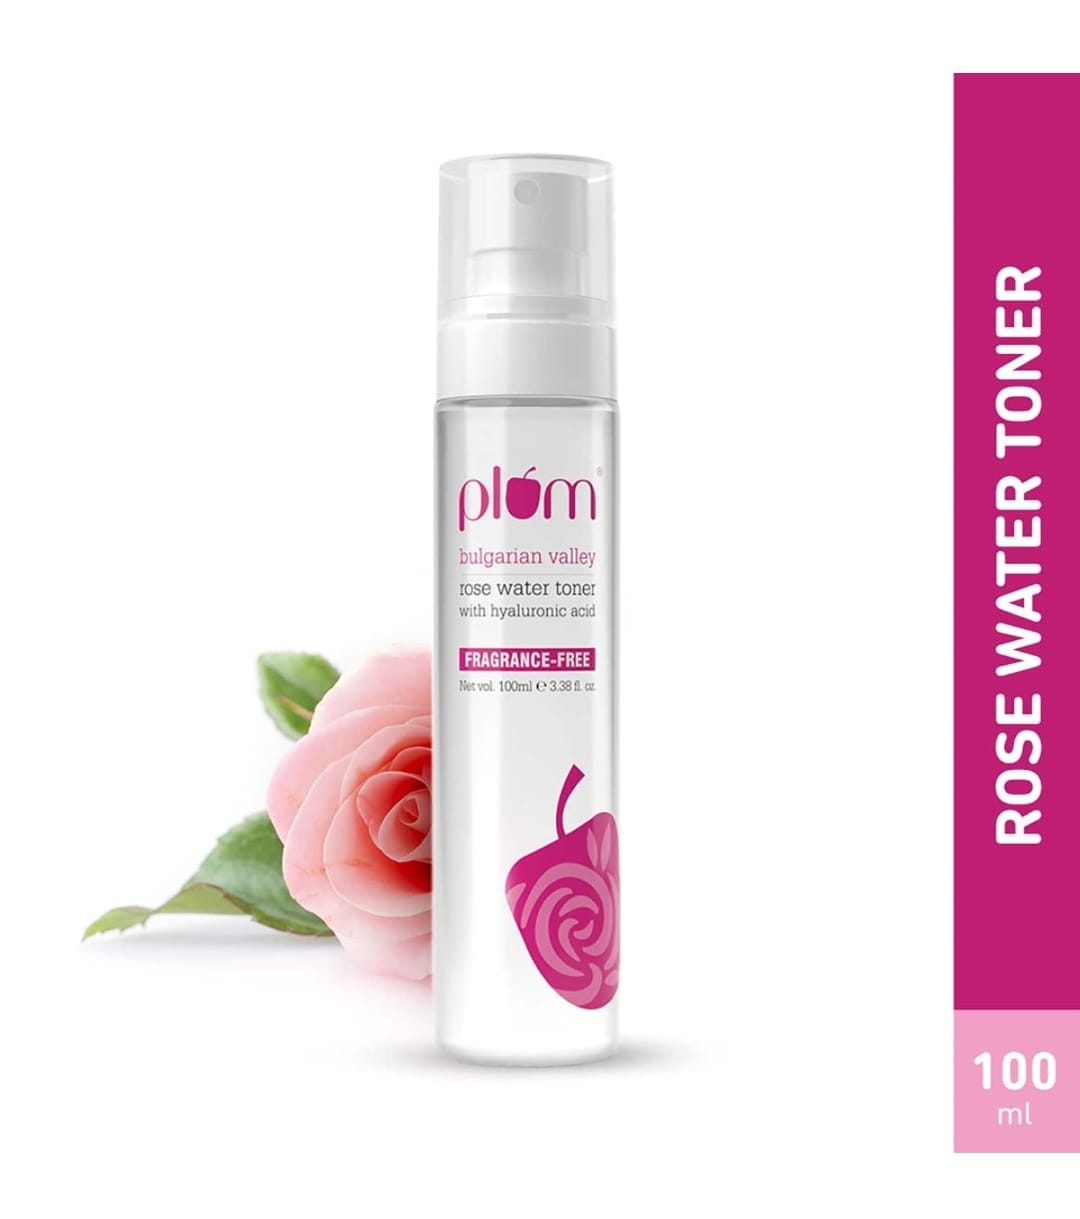 plum®
bulgarian valley
rose water toner
with hyaluronic acid
FRAGRANCE-FREE
Net vol. 100ml ℮ 3.38 fl. oz.
ROSE WATER TONER
100
ml